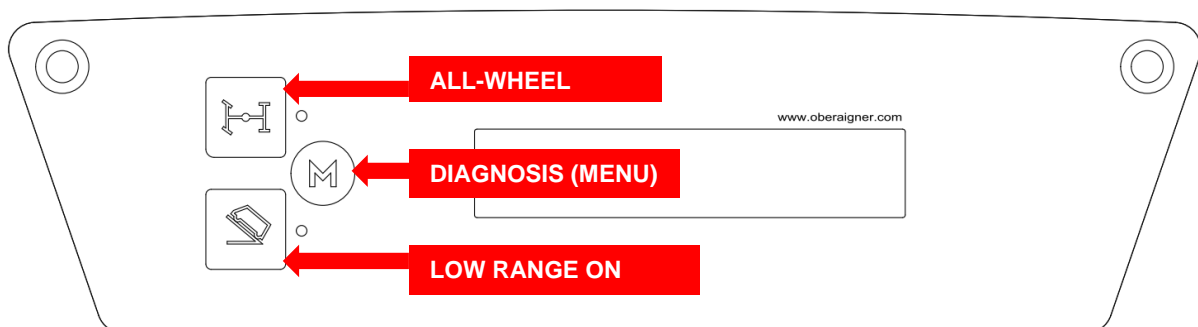 ALL-WHEEL
www.oberaigner.com
M
DIAGNOSIS (MENU)
LOW RANGE ON